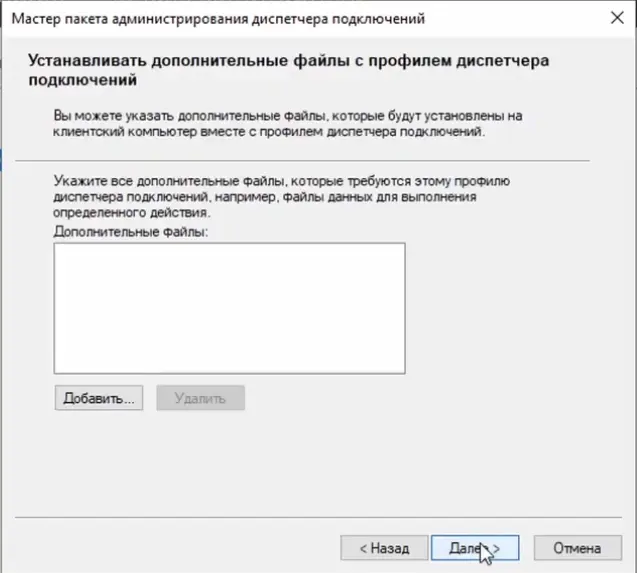 Мастер пакета администрирования диспетчера подключений
Устанавливать дополнительные файлы с профилем диспетчера
подключений
Вы можете указать дополнительные файлы, которые будут установлены на
клиентский компьютер вместе с профилем диспетчера подключений.
Укажите все дополнительные файлы, которые требуются этому профилю
диспетчера подключений, например, файлы данных для выполнения
определенного действия.
Дополнительные файлы:
Добавить... Удалить
< Назад Далее > Отмена